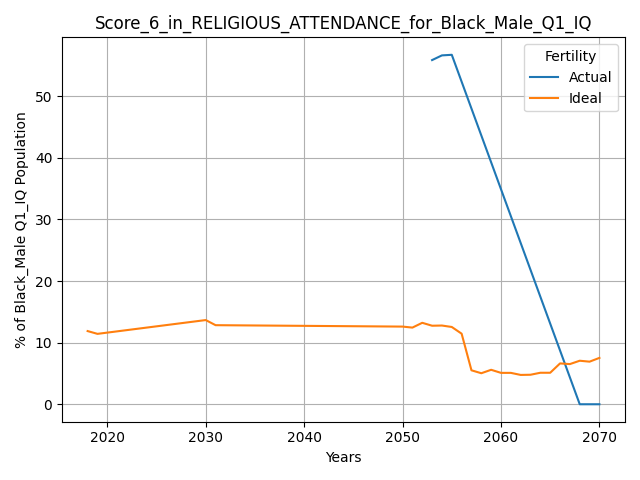 Score_6_in_RELIGIOUS_ATTENDANCE_for_Black_Male_Q1_IQ
Fertility
Actual
Ideal
% of Black_Male Q1_IQ Population
50
40
30
20
10
0
2020 2030 2040 2050 2060 2070
Years